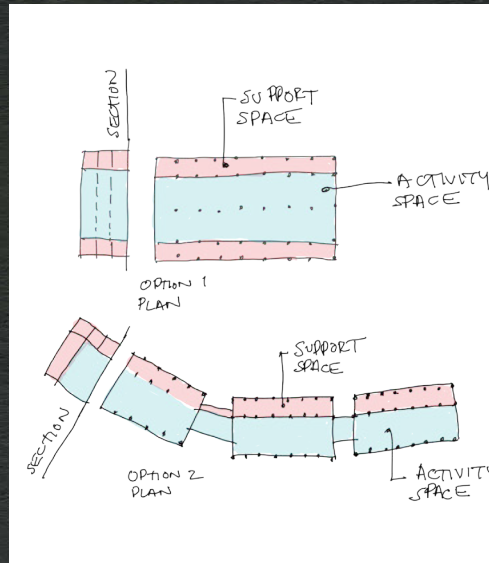 SECTION
SUPPORT
SPACE
ACTIVITY
SPACE
OPTION 1
PLAN
SUPPORT
SPACE
SECTION
OPTION 2
PLAN
ACTIVITY
SPACE